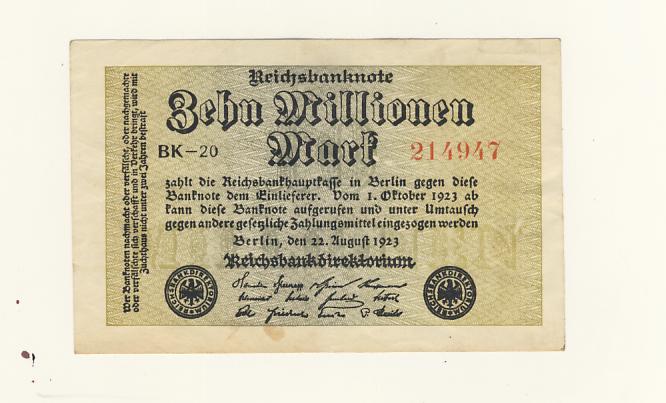 Reichsbanknote
Zehn Millionen
Mark
BK-20
214947
zahlt die Reichsbankhauptkasse in Berlin gegen diese
Banknote dem Einlieferer. Vom 1. Oktober 1923 ab
kann diese Banknote aufgerufen und unter Umtausch
gegen andere gesetzliche Zahlungsmittel eingezogen werden
Berlin, den 22. August 1923
Reichsbankdirektorium
REICHSBANKDIREKTORIUM
REICHSBANKDIREKTORIUM
Wer Banknoten nachmacht oder verfälscht, oder nachgemachte
oder verfälschte sich verschafft und in Verkehr bringt, wird mit
Zuchthaus nicht unter zwei Jahren bestraft